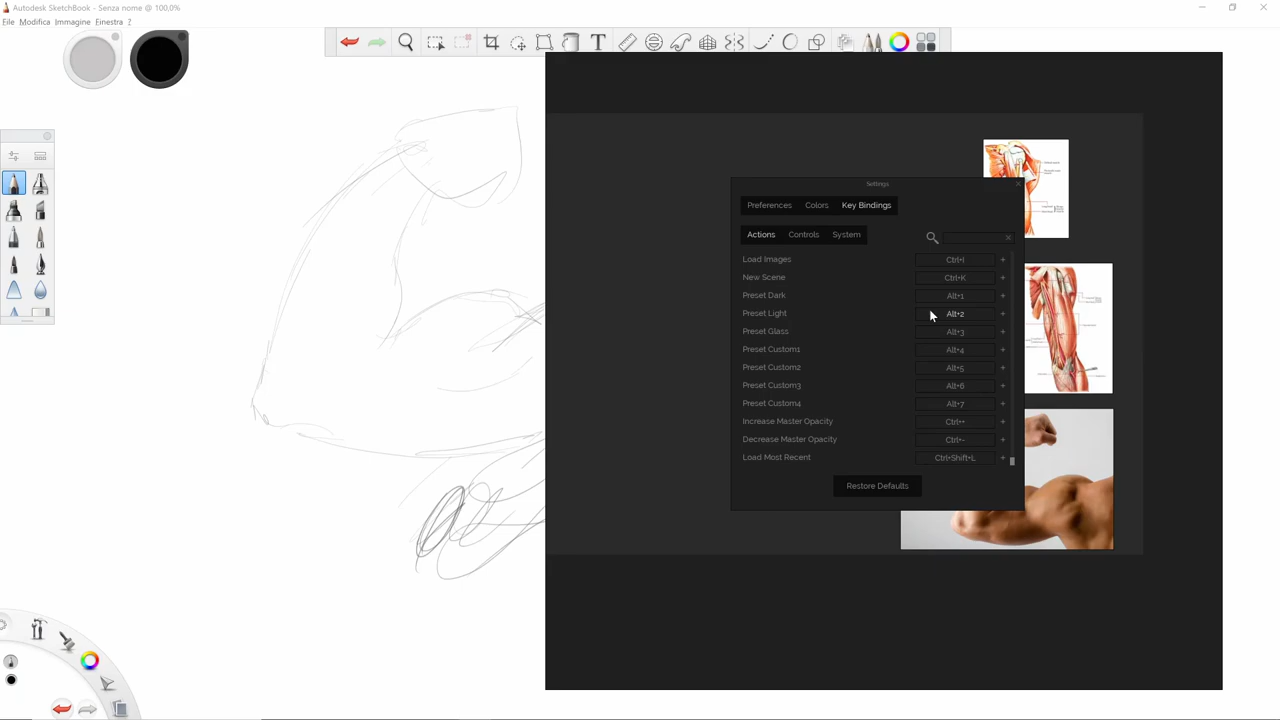 Autodesk SketchBook - Senza nome @ 100,0%
File Modifica Immagine Finestra ?
Settings
Preferences Colors Key Bindings
Actions Controls System
Load Images Ctrl+I +
New Scene Ctrl+K +
Preset Dark Alt+1 +
Preset Light Alt+2 +
Preset Glass Alt+3 +
Preset Custom1 Alt+4 +
Preset Custom2 Alt+5 +
Preset Custom3 Alt+6 +
Preset Custom4 Alt+7 +
Increase Master Opacity Ctrl++ +
Decrease Master Opacity Ctrl+- +
Load Most Recent Ctrl+Shift+L +
Restore Defaults